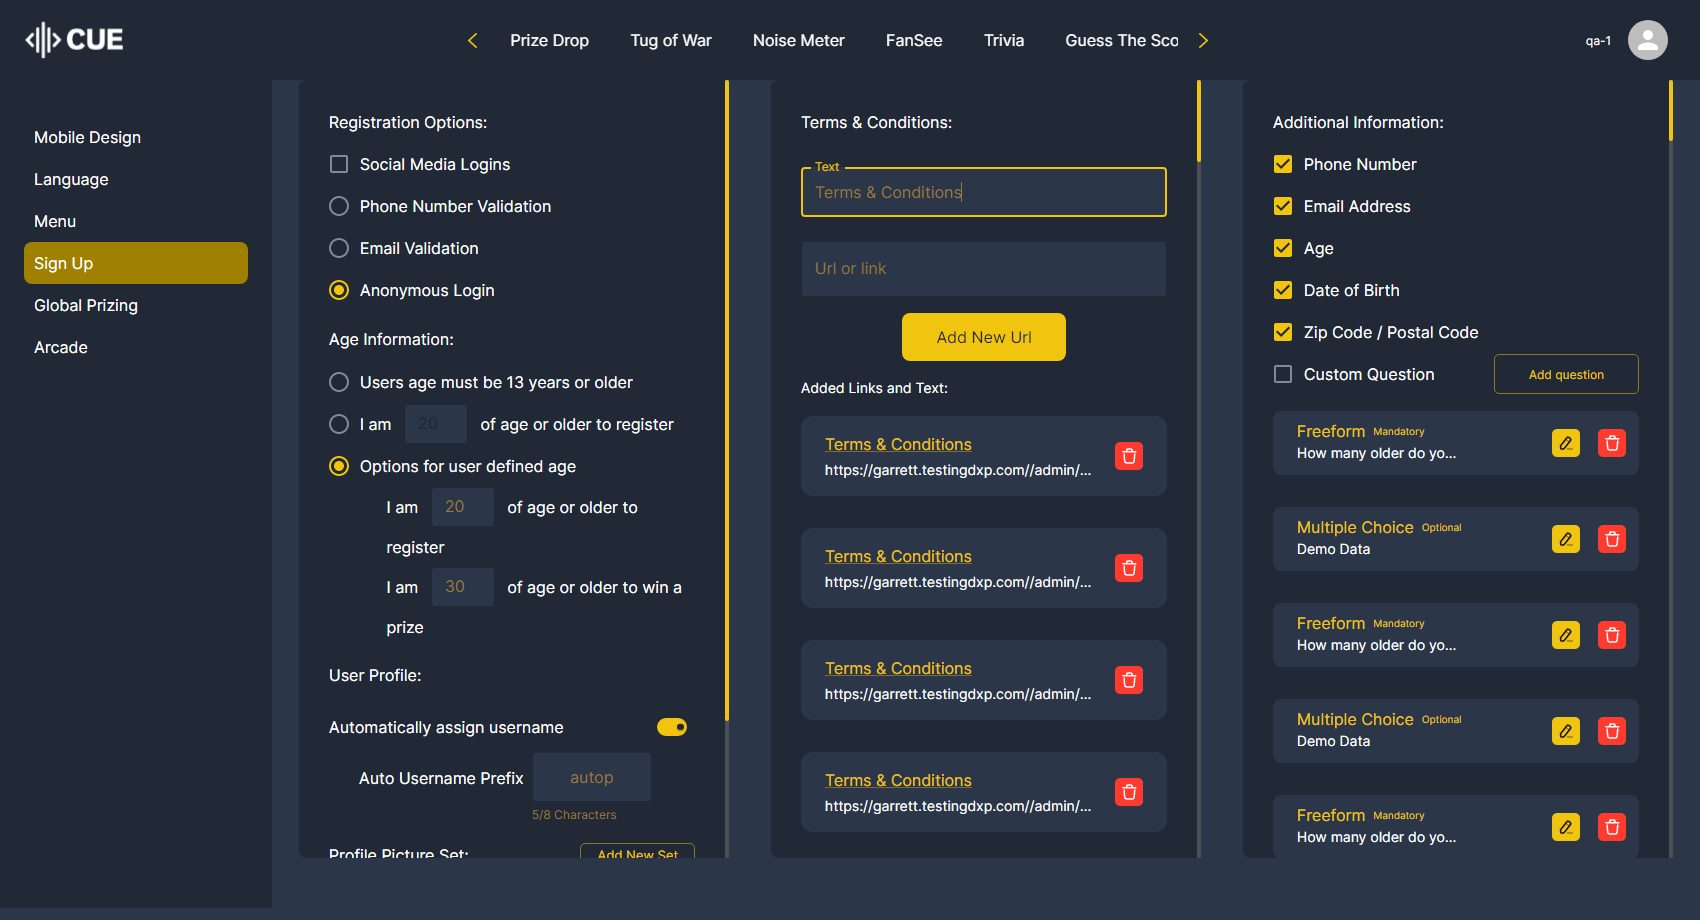 CUE
Prize Drop
Tug of War
Noise Meter
FanSee
Trivia
Guess The Sco
qa-1
Mobile Design
Language
Menu
Sign Up
Global Prizing
Arcade
Registration Options:
Social Media Logins
Phone Number Validation
Email Validation
Anonymous Login
Age Information:
Users age must be 13 years or older
I am 20 of age or older to register
Options for user defined age
I am 20 of age or older to
register
I am 30 of age or older to win a
prize
User Profile:
Automatically assign username
Auto Username Prefix autop
5/8 Characters
Profile Picture Set: Add New Set
Terms & Conditions:
Text
Terms & Conditions
Url or link
Add New Url
Added Links and Text:
Terms & Conditions
https://garrett.testingdxp.com//admin/...
Terms & Conditions
https://garrett.testingdxp.com//admin/...
Terms & Conditions
https://garrett.testingdxp.com//admin/...
Terms & Conditions
https://garrett.testingdxp.com//admin/...
Additional Information:
Phone Number
Email Address
Age
Date of Birth
Zip Code / Postal Code
Custom Question Add question
Freeform Mandatory
How many older do yo...
Multiple Choice Optional
Demo Data
Freeform Mandatory
How many older do yo...
Multiple Choice Optional
Demo Data
Freeform Mandatory
How many older do yo...